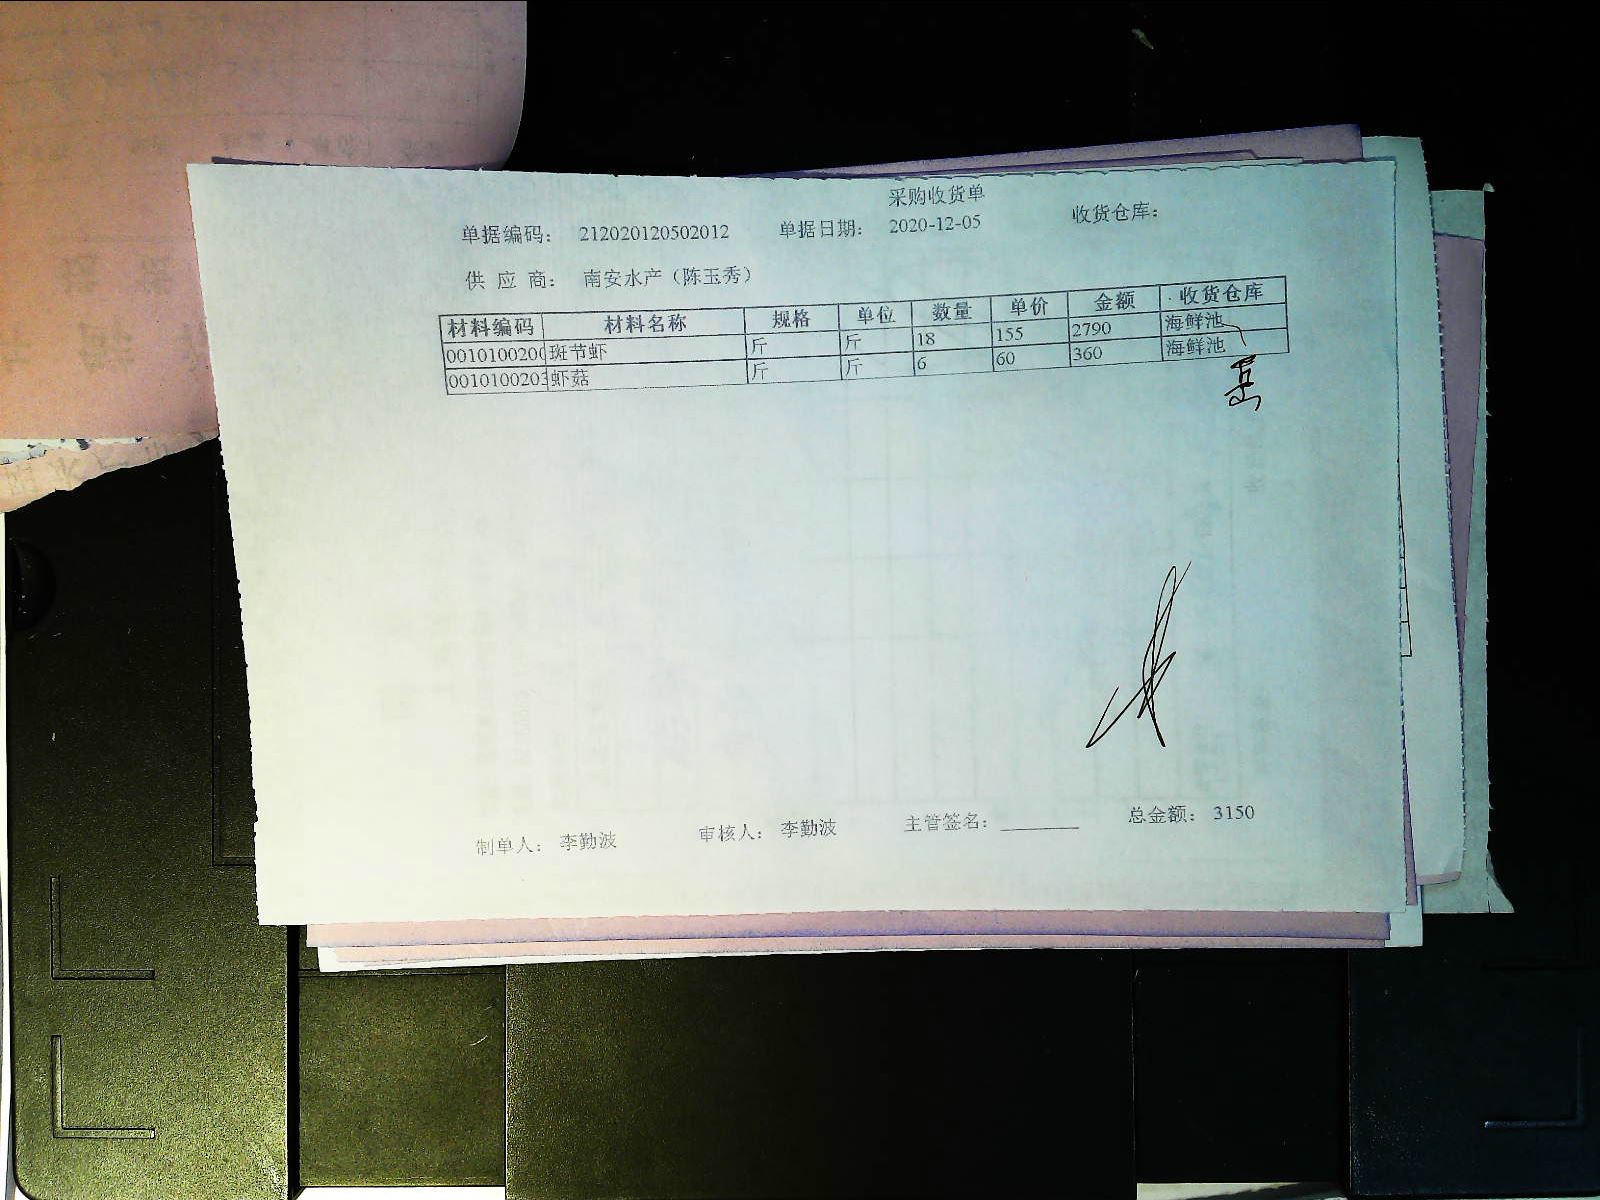 采购收货单
单据编码： 212020120502012 单据日期： 2020-12-05 收货仓库：
供 应 商： 南安水产（陈玉秀）
材料编码 材料名称 规格 单位 数量 单价 金额 收货仓库
0010100200 斑节虾 斤 斤 18 155 2790 海鲜池
0010100203 虾菇 斤 斤 6 60 360 海鲜池
制单人： 李勤波 审核人： 李勤波 主管签名： 总金额： 3150